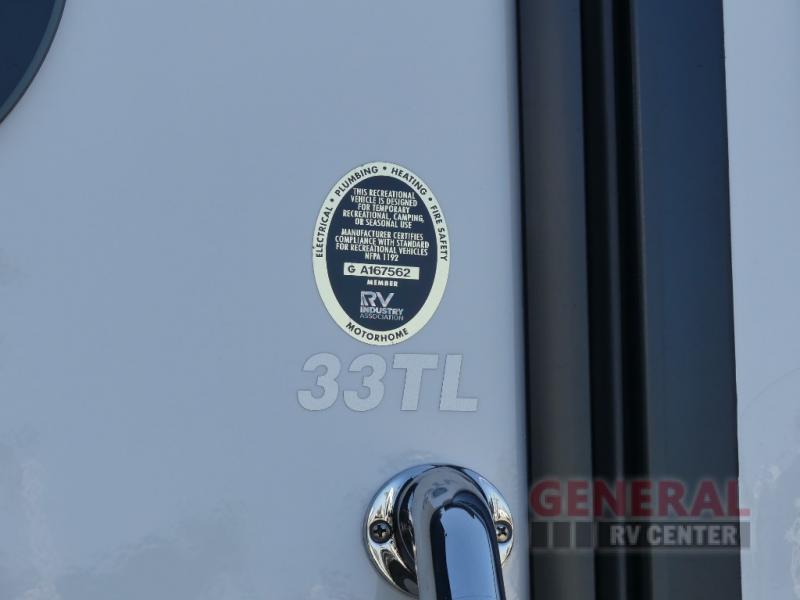 ELECTRICAL • PLUMBING • HEATING • FIRE SAFETY
THIS RECREATIONAL
VEHICLE IS DESIGNED
FOR TEMPORARY
RECREATIONAL, CAMPING,
OR SEASONAL USE
MANUFACTURER CERTIFIES
COMPLIANCE WITH STANDARD
FOR RECREATIONAL VEHICLES
NFPA 1192
G A167562
MEMBER
RV
INDUSTRY
ASSOCIATION
MOTORHOME
33TL
GENERAL
RV CENTER